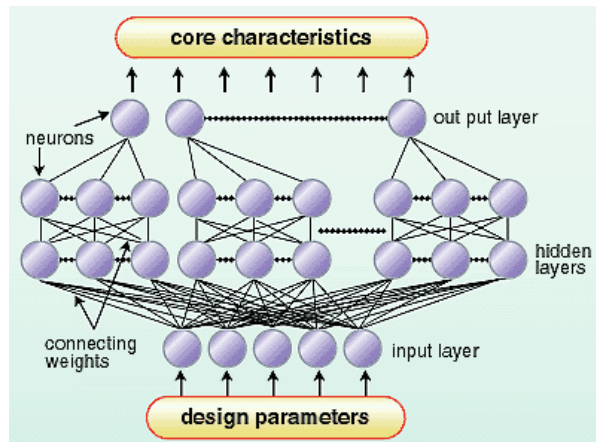 core characteristics
neurons
out put layer
hidden
layers
connecting
weights
input layer
design parameters